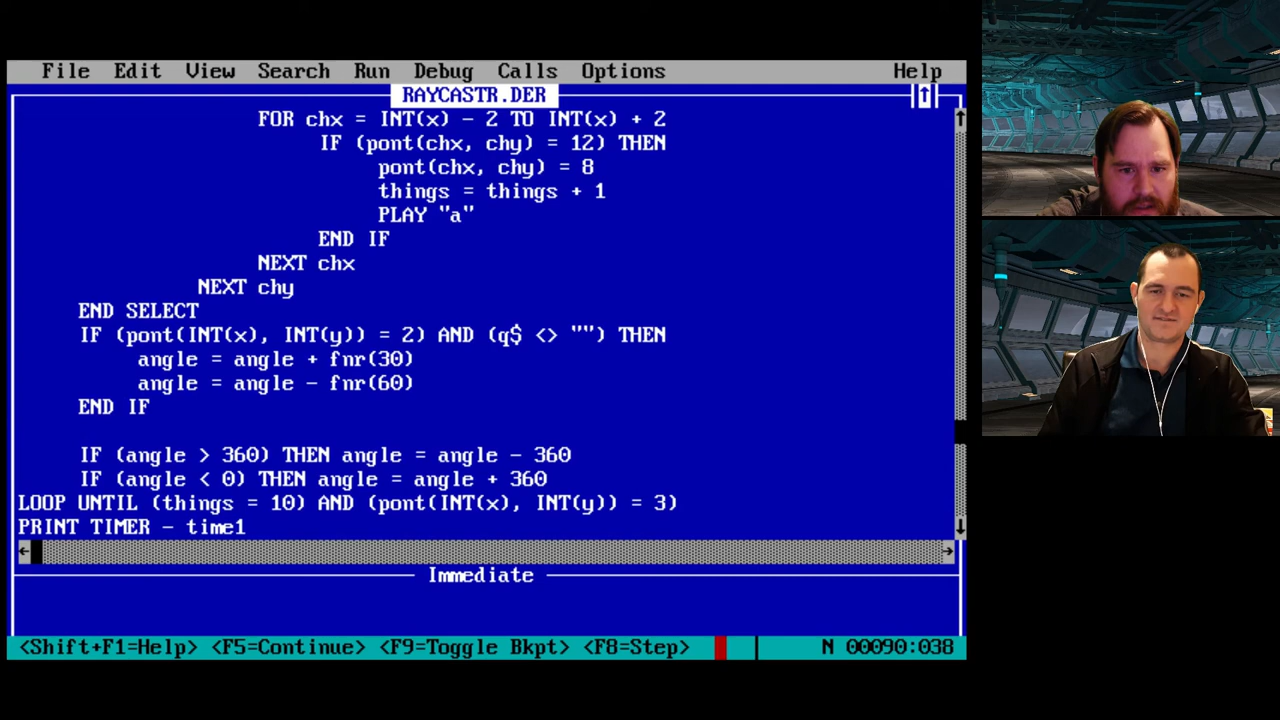 File Edit View Search Run Debug Calls Options Help
RAYCASTR.DER
FOR chx = INT(x) - 2 TO INT(x) + 2
IF (pont(chx, chy) = 12) THEN
pont(chx, chy) = 8
things = things + 1
PLAY "a"
END IF
NEXT chx
NEXT chy
END SELECT
IF (pont(INT(x), INT(y)) = 2) AND (q$ <> "") THEN
angle = angle + fnr(30)
angle = angle - fnr(60)
END IF
IF (angle > 360) THEN angle = angle - 360
IF (angle < 0) THEN angle = angle + 360
LOOP UNTIL (things = 10) AND (pont(INT(x), INT(y)) = 3)
PRINT TIMER - time1
Immediate
<Shift+F1=Help> <F5=Continue> <F9=Toggle Bkpt> <F8=Step> N 00090:038